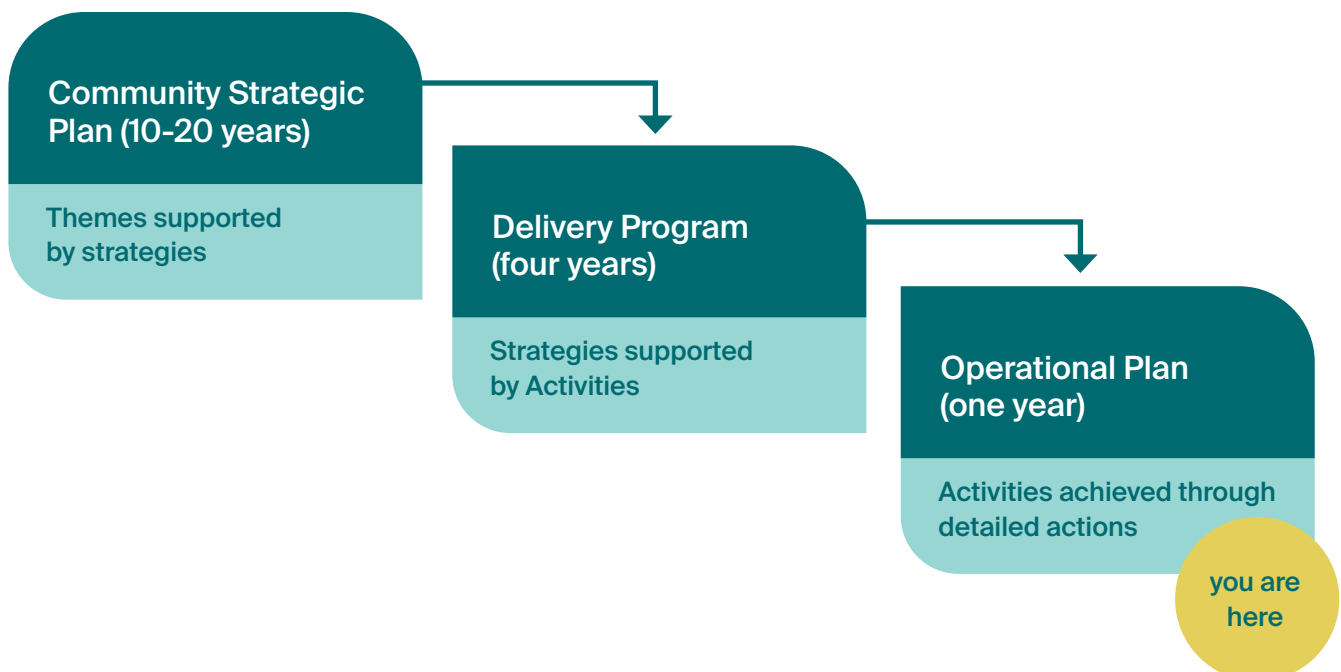 Community Strategic
Plan (10-20 years)
Themes supported
by strategies
Delivery Program
(four years)
Strategies supported
by Activities
Operational Plan
(one year)
Activities achieved through
detailed actions
you are
here